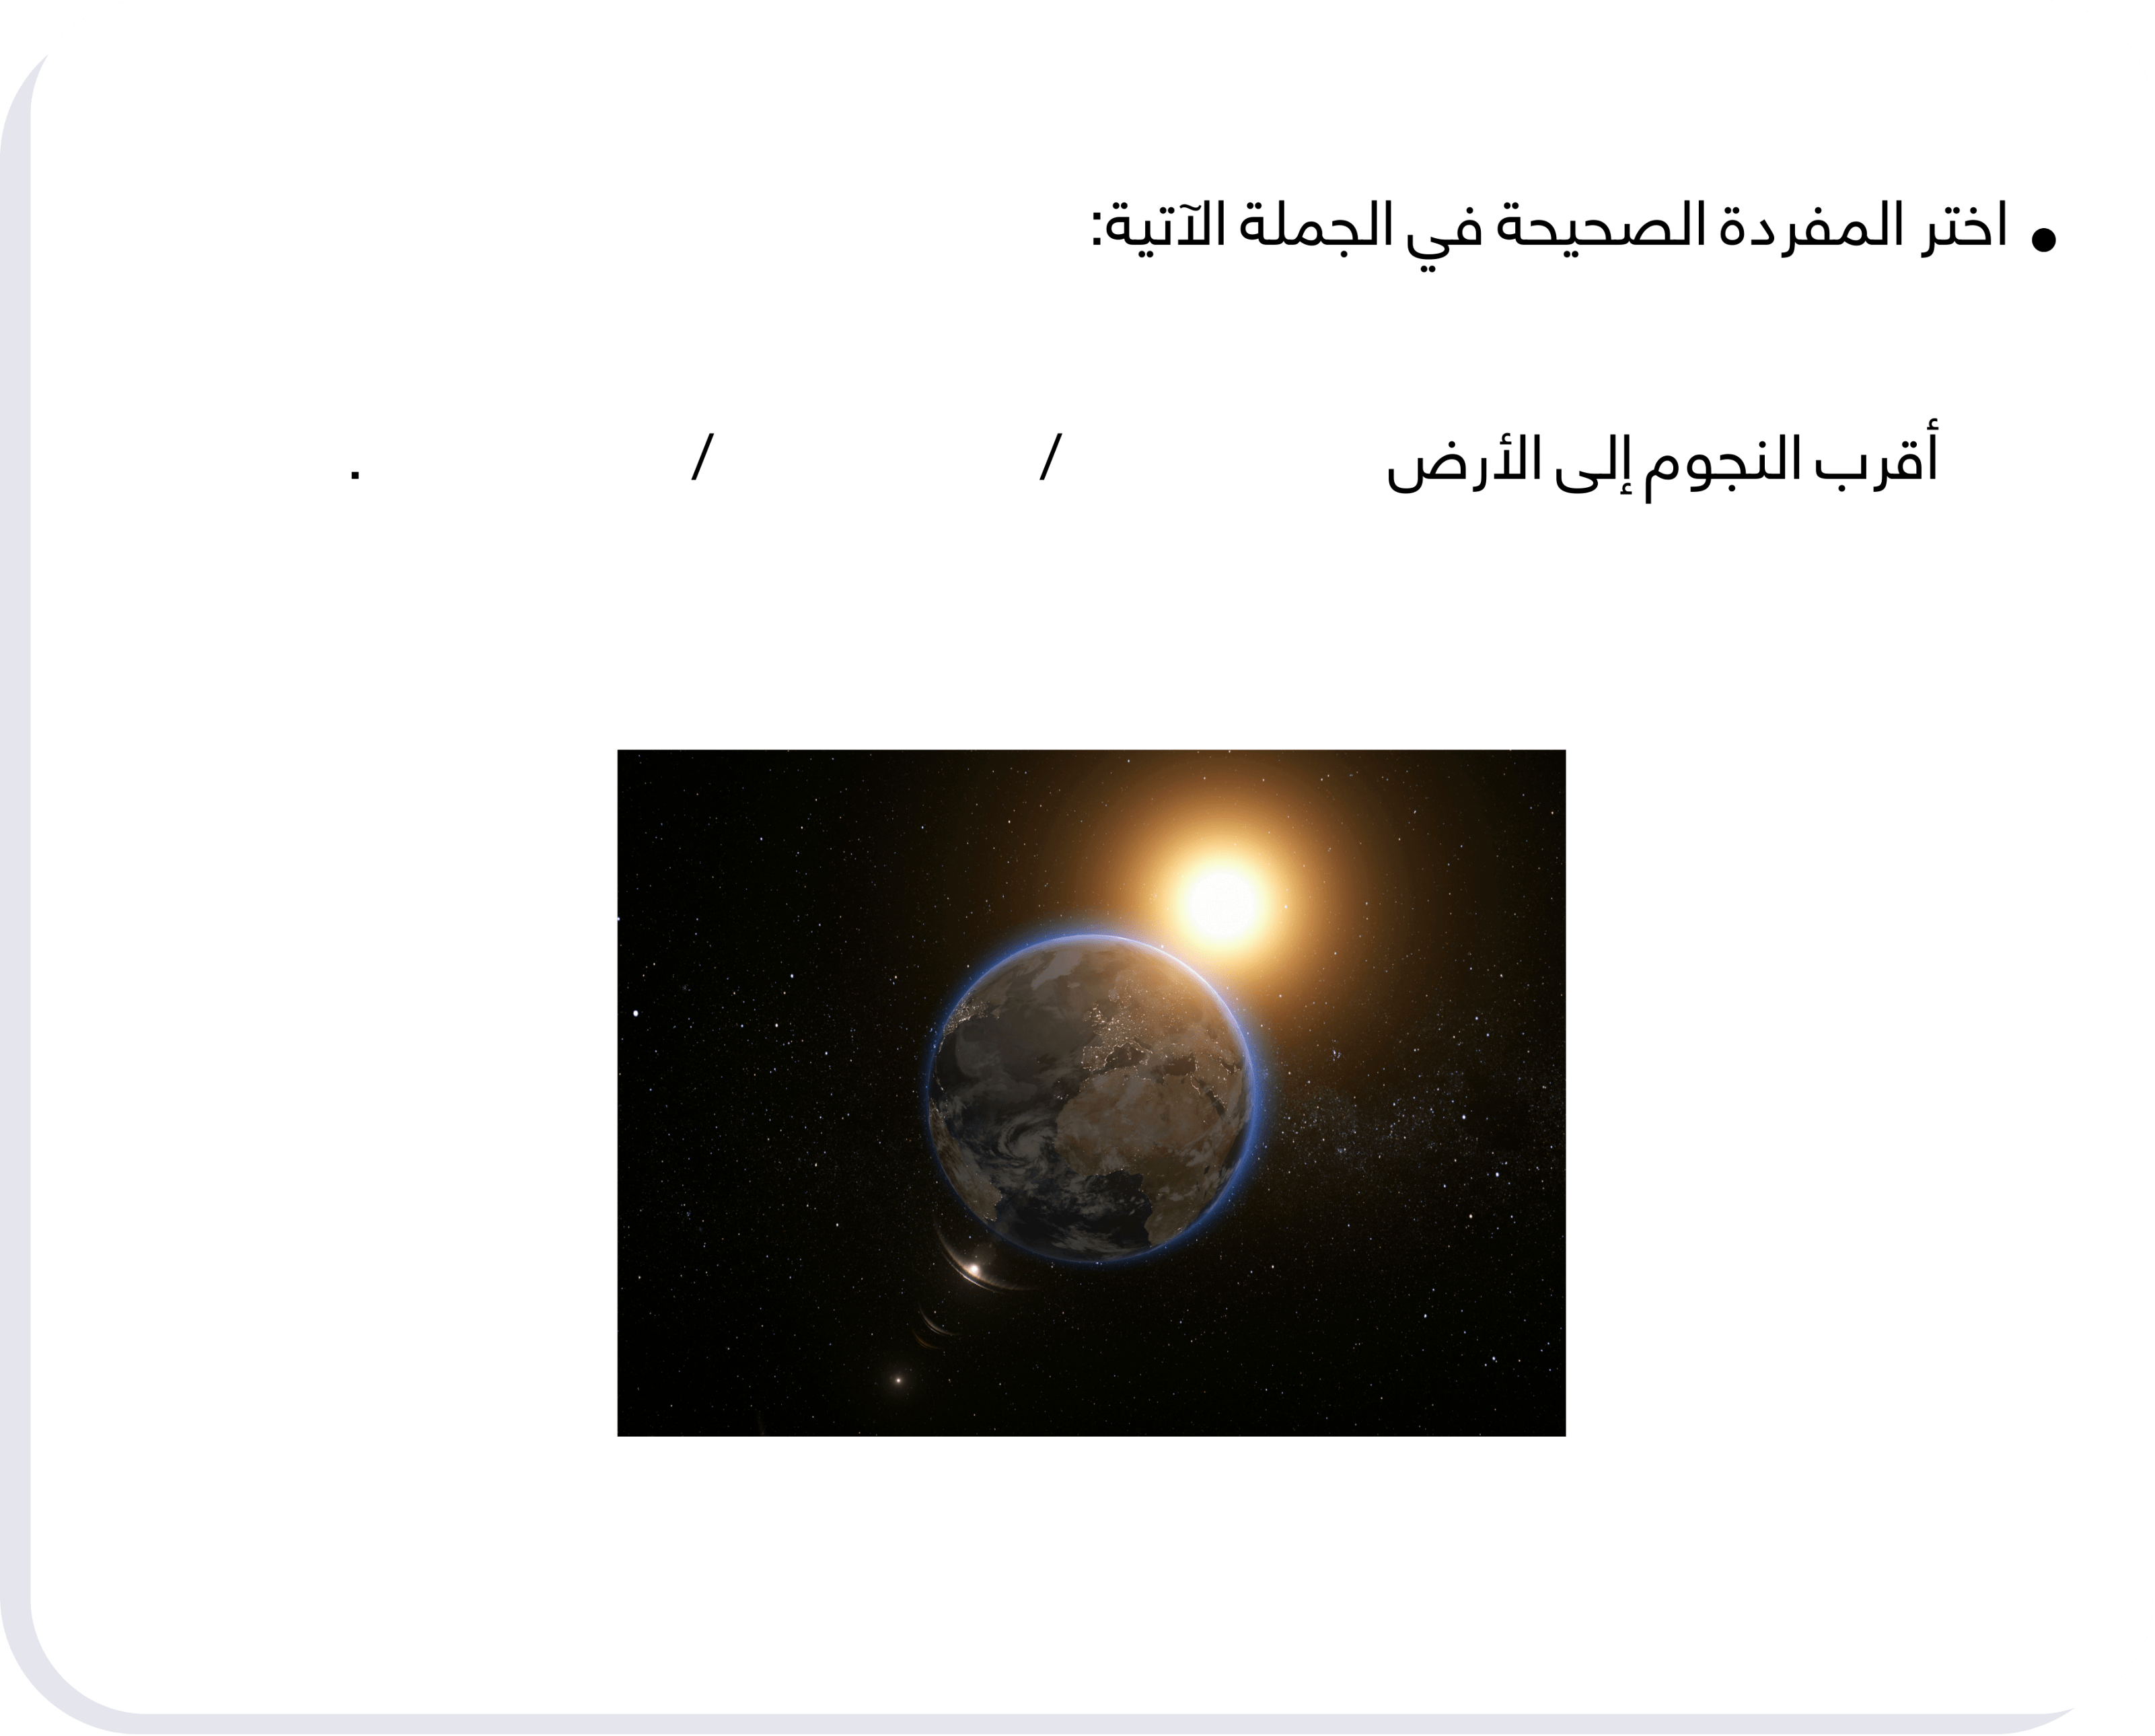 • اختر المفردة الصحيحة في الجملة الآتية:
أقرب النجوم إلى الأرض / / .